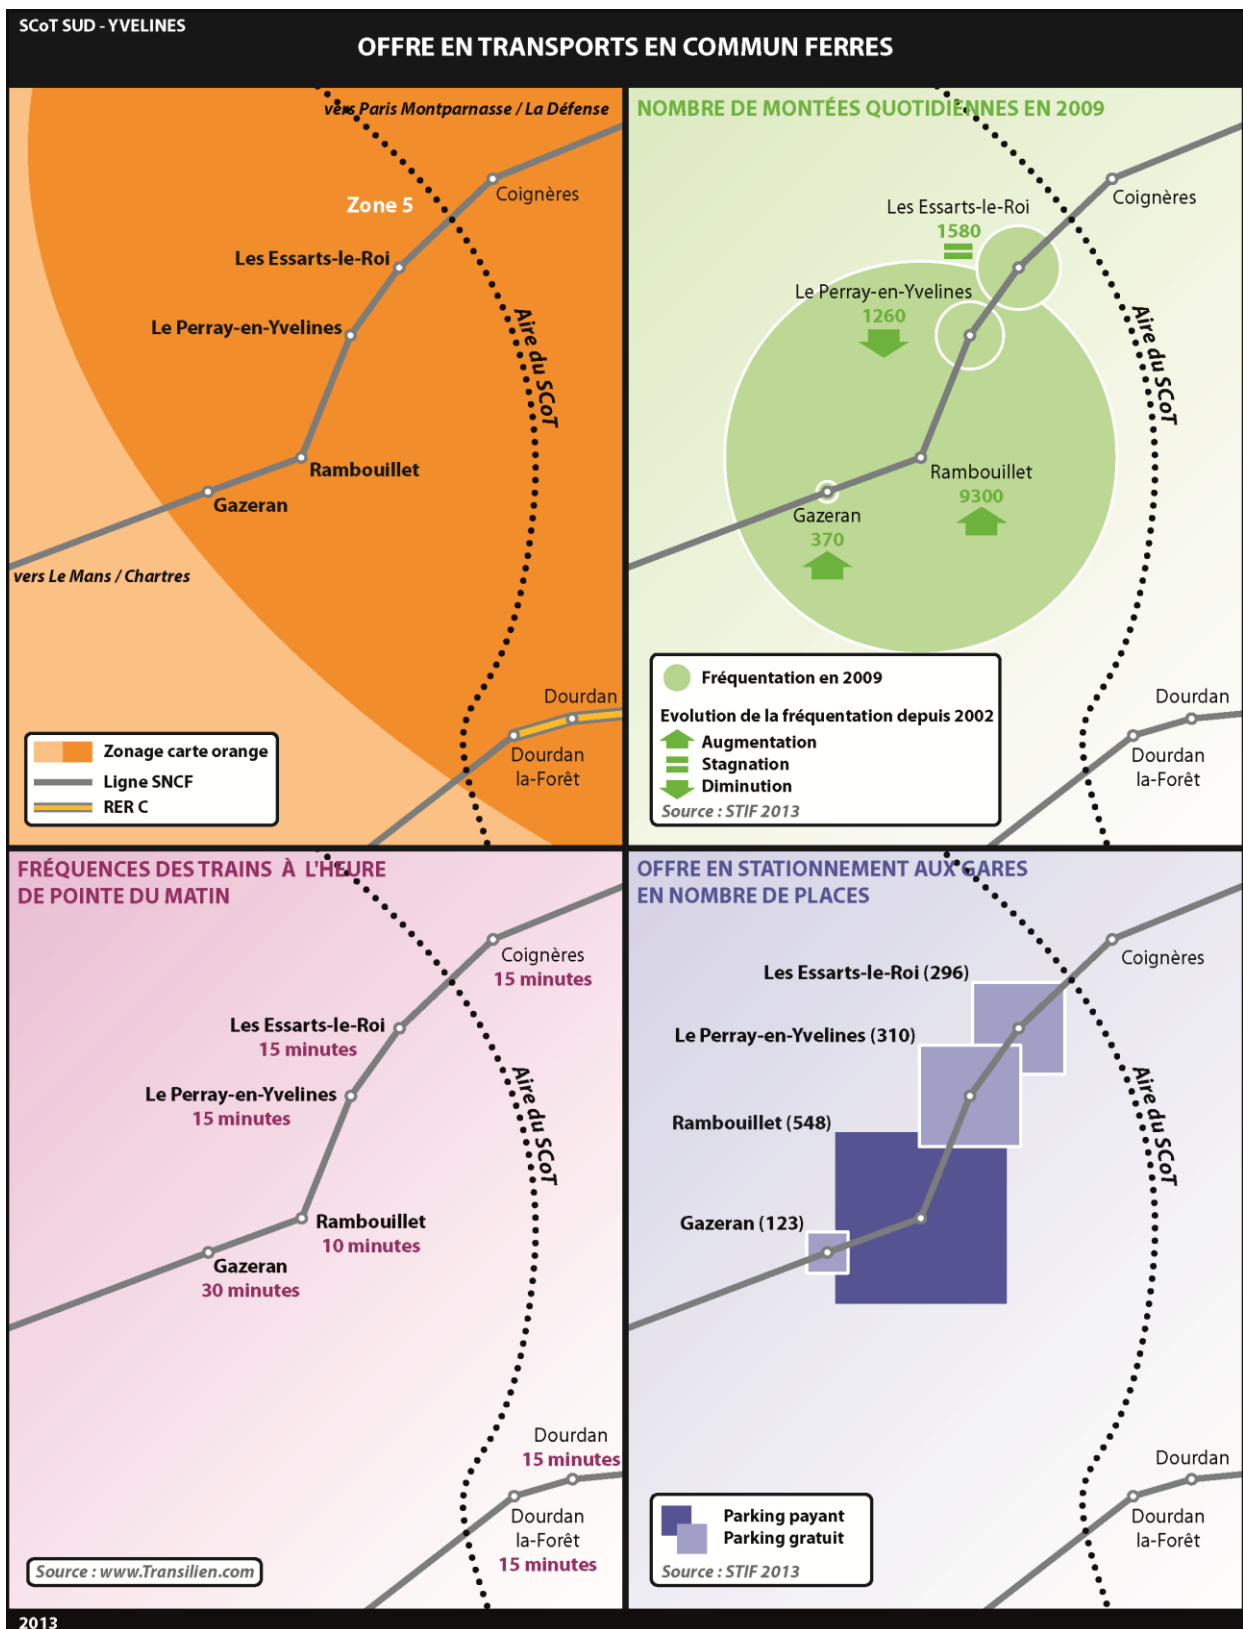 SCoT SUD - YVELINES
OFFRE EN TRANSPORTS EN COMMUN FERRES
vers Paris Montparnasse / La Défense
Coignères
Zone 5
Les Essarts-le-Roi
Le Perray-en-Yvelines
Aire du SCoT
Rambouillet
Gazeran
vers Le Mans / Chartres
Dourdan
Dourdan
la-Forêt
Zonage carte orange
Ligne SNCF
RER C
NOMBRE DE MONTÉES QUOTIDIENNES EN 2009
Coignères
Les Essarts-le-Roi
1580
Le Perray-en-Yvelines
1260
Aire du SCoT
Rambouillet
9300
Gazeran
370
Fréquentation en 2009
Evolution de la fréquentation depuis 2002
Augmentation
Stagnation
Diminution
Source : STIF 2013
Dourdan
Dourdan
la-Forêt
FRÉQUENCES DES TRAINS À L'HEURE
DE POINTE DU MATIN
Coignères
15 minutes
Les Essarts-le-Roi
15 minutes
Le Perray-en-Yvelines
15 minutes
Aire du SCoT
Rambouillet
10 minutes
Gazeran
30 minutes
Dourdan
15 minutes
Dourdan
la-Forêt
15 minutes
Source : www.Transilien.com
OFFRE EN STATIONNEMENT AUX GARES
EN NOMBRE DE PLACES
Coignères
Les Essarts-le-Roi (296)
Le Perray-en-Yvelines (310)
Aire du SCoT
Rambouillet (548)
Gazeran (123)
Dourdan
Dourdan
la-Forêt
Parking payant
Parking gratuit
Source : STIF 2013
2013